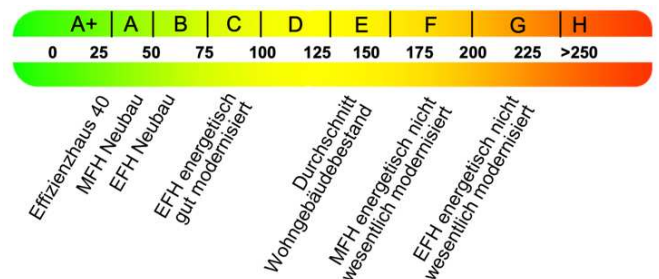 A+ A B C D E F G H
0 25 50 75 100 125 150 175 200 225 >250
Effizienzhaus 40
MFH Neubau
EFH Neubau
EFH energetisch
gut modernisiert
Durchschnitt
Wohngebäudebestand
MFH energetisch nicht
wesentlich modernisiert
EFH energetisch nicht
wesentlich modernisiert